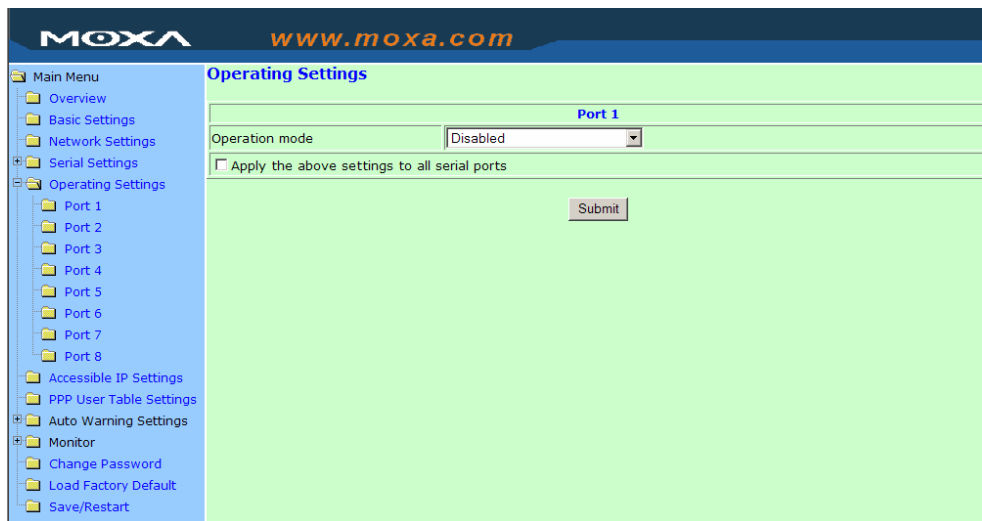 MOXA www.moxa.com
Main Menu
Overview
Basic Settings
Network Settings
Serial Settings
Operating Settings
Port 1
Port 2
Port 3
Port 4
Port 5
Port 6
Port 7
Port 8
Accessible IP Settings
PPP User Table Settings
Auto Warning Settings
Monitor
Change Password
Load Factory Default
Save/Restart
Operating Settings
Port 1
Operation mode Disabled
Apply the above settings to all serial ports
Submit